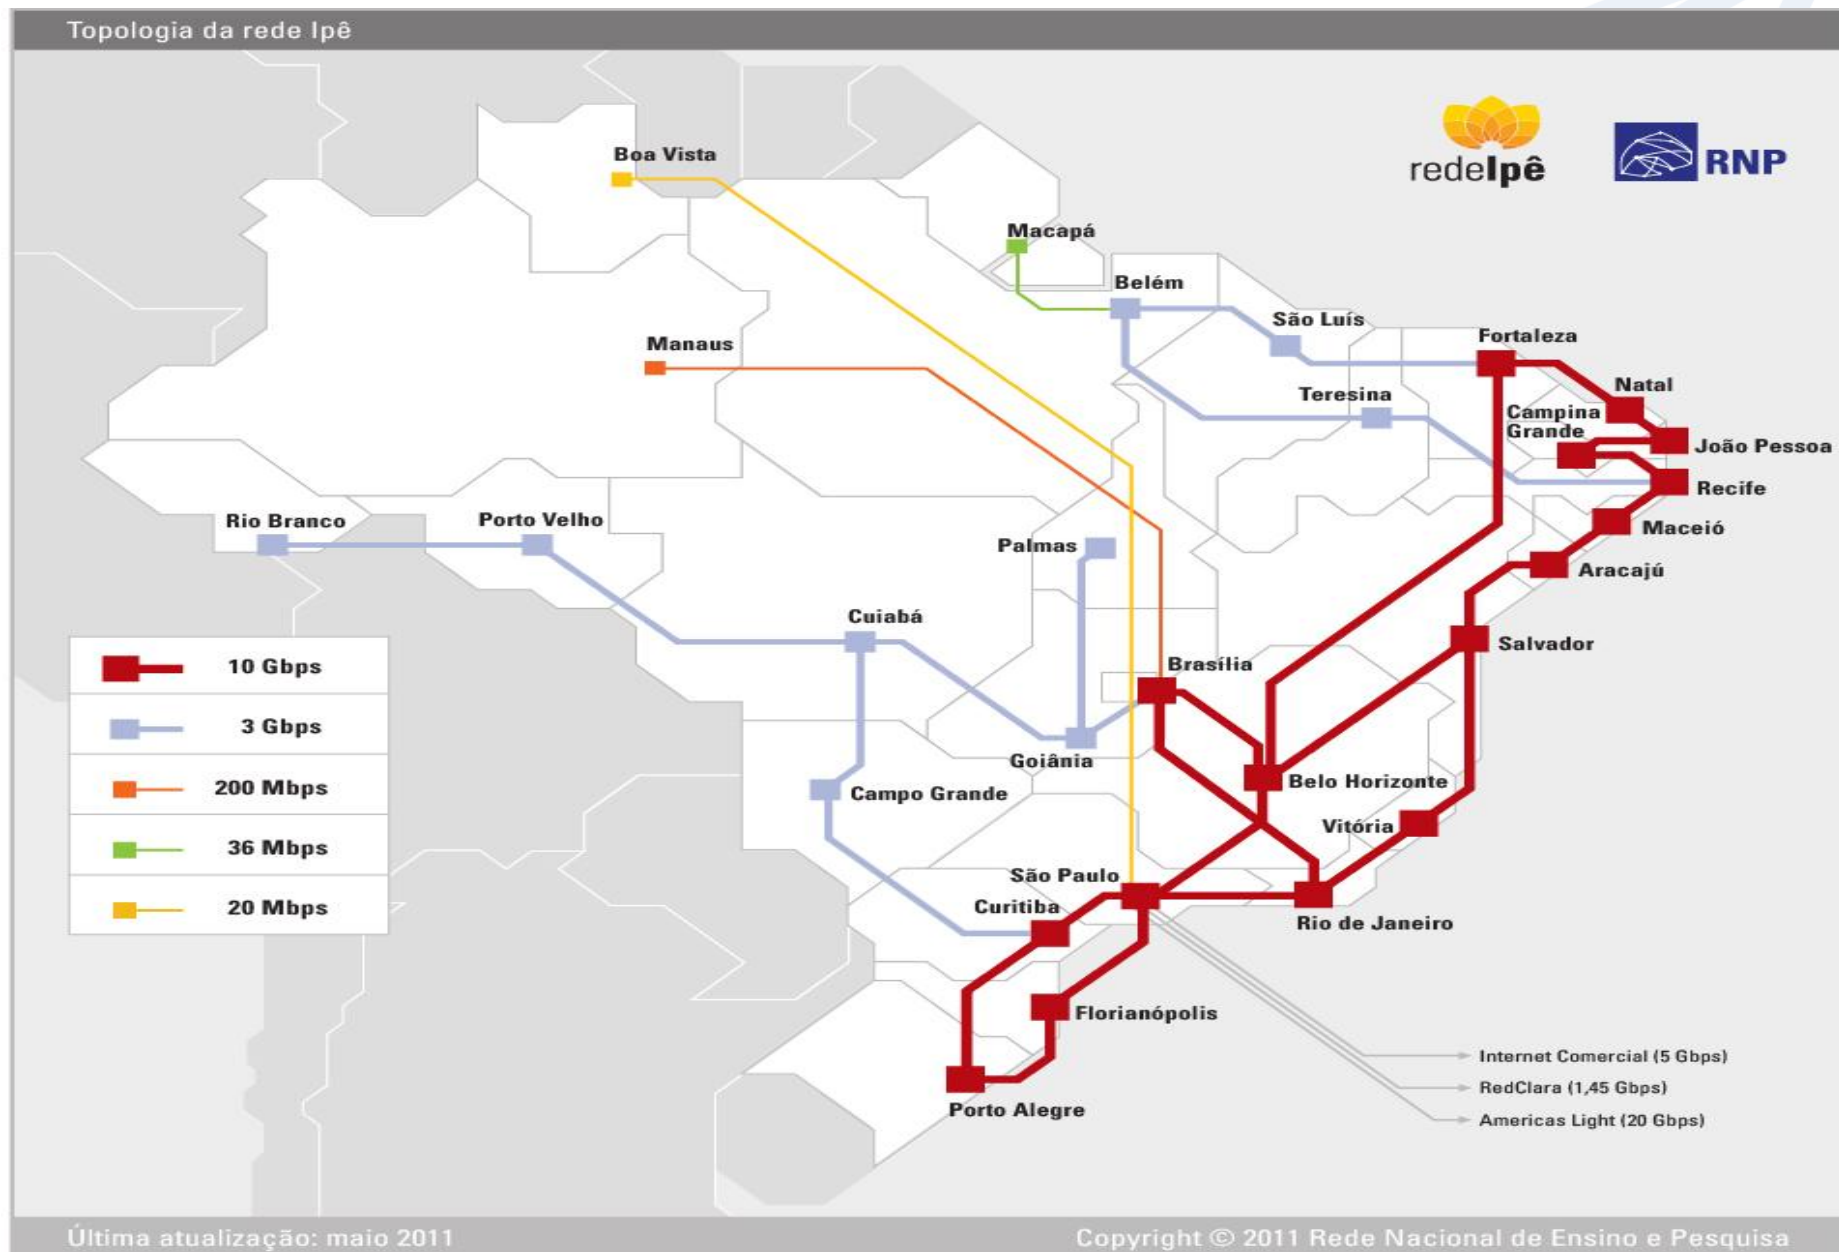 Topologia da rede Ipê
redeIpê
RNP
Boa Vista
Macapá
Belém
São Luís
Fortaleza
Manaus
Natal
Teresina
Campina
Grande
João Pessoa
Recife
Rio Branco
Porto Velho
Maceió
Palmas
Aracajú
Cuiabá
Salvador
Brasília
10 Gbps
3 Gbps
200 Mbps
36 Mbps
20 Mbps
Goiânia
Belo Horizonte
Campo Grande
Vitória
São Paulo
Curitiba
Rio de Janeiro
Florianópolis
Porto Alegre
Internet Comercial (5 Gbps)
RedClara (1,45 Gbps)
Americas Light (20 Gbps)
Última atualização: maio 2011
Copyright © 2011 Rede Nacional de Ensino e Pesquisa